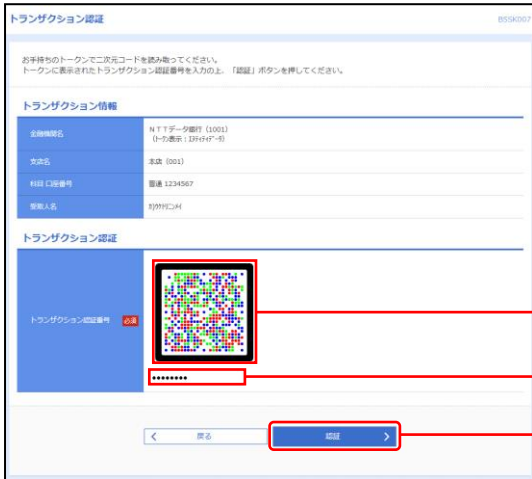 トランザクション認証
BSSK007
お手持ちのトークンで二次元コードを読み取ってください。
トークンに表示されたトランザクション認証番号を入力の上、「認証」ボタンを押してください。
トランザクション情報
金融機関名
NTTデータ銀行 (1001)
支店名
本店 (001)
科目 口座番号
普通 1234567
受取人名
トランザクション認証
トランザクション認証番号
必須
••••••••
戻る
認証